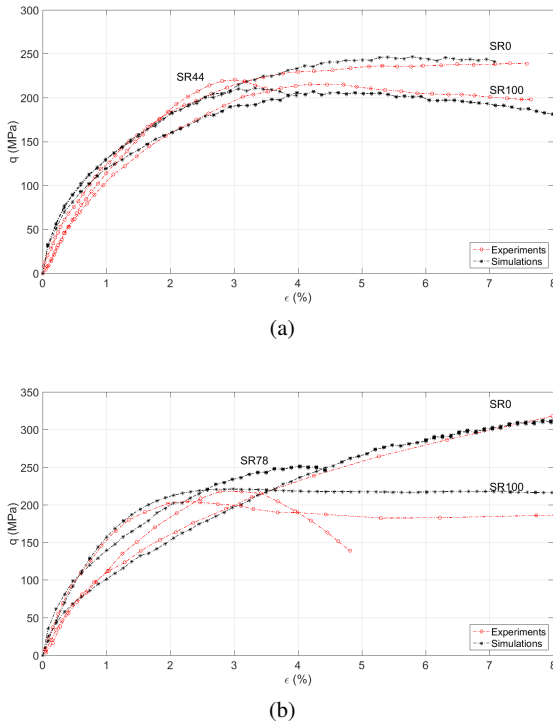 300
250
200
150
100
50
0
q (MPa)
SR44
SR0
SR100
Experiments
Simulations
0 1 2 3 4 5 6 7 8
ϵ (%)
(a)
350
300
250
200
150
100
50
0
q (MPa)
SR0
SR78
SR100
Experiments
Simulations
0 1 2 3 4 5 6 7 8
ϵ (%)
(b)